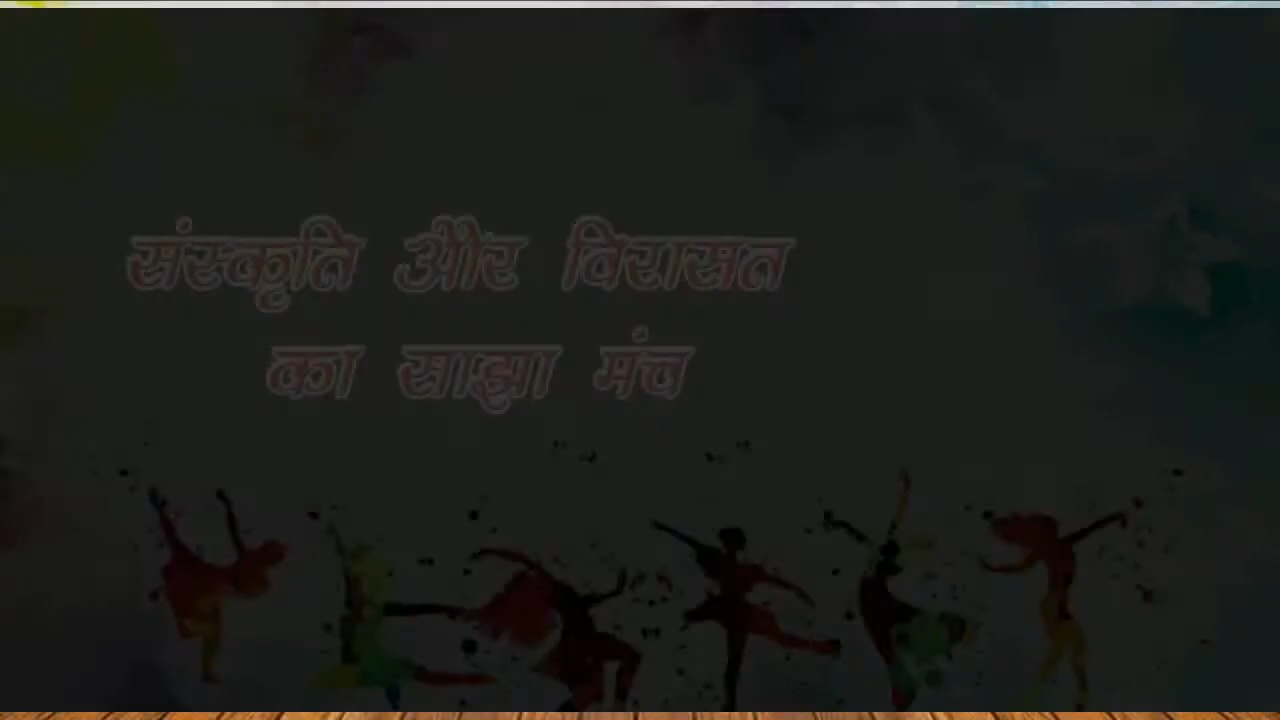 संस्कृति और विरासत
का साझा मंच